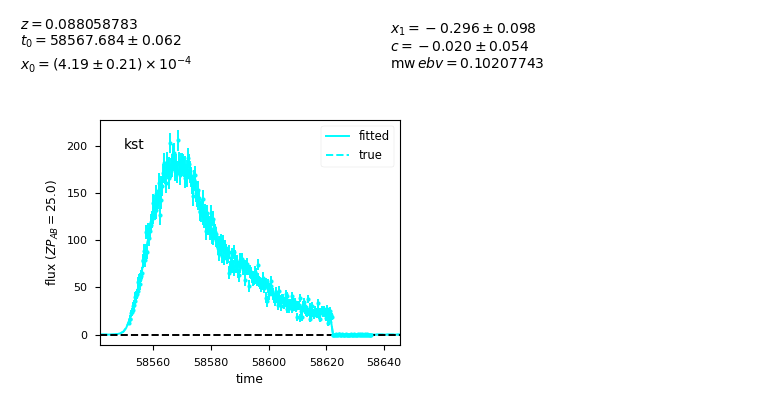 z = 0.088058783
t₀ = 58567.684 ± 0.062
x₀ = (4.19 ± 0.21) × 10⁻⁴
x₁ = −0.296 ± 0.098
c = −0.020 ± 0.054
mw ebv = 0.10207743
kst
fitted
true
200
150
100
50
0
flux (ZP_AB = 25.0)
58560 58580 58600 58620 58640
time